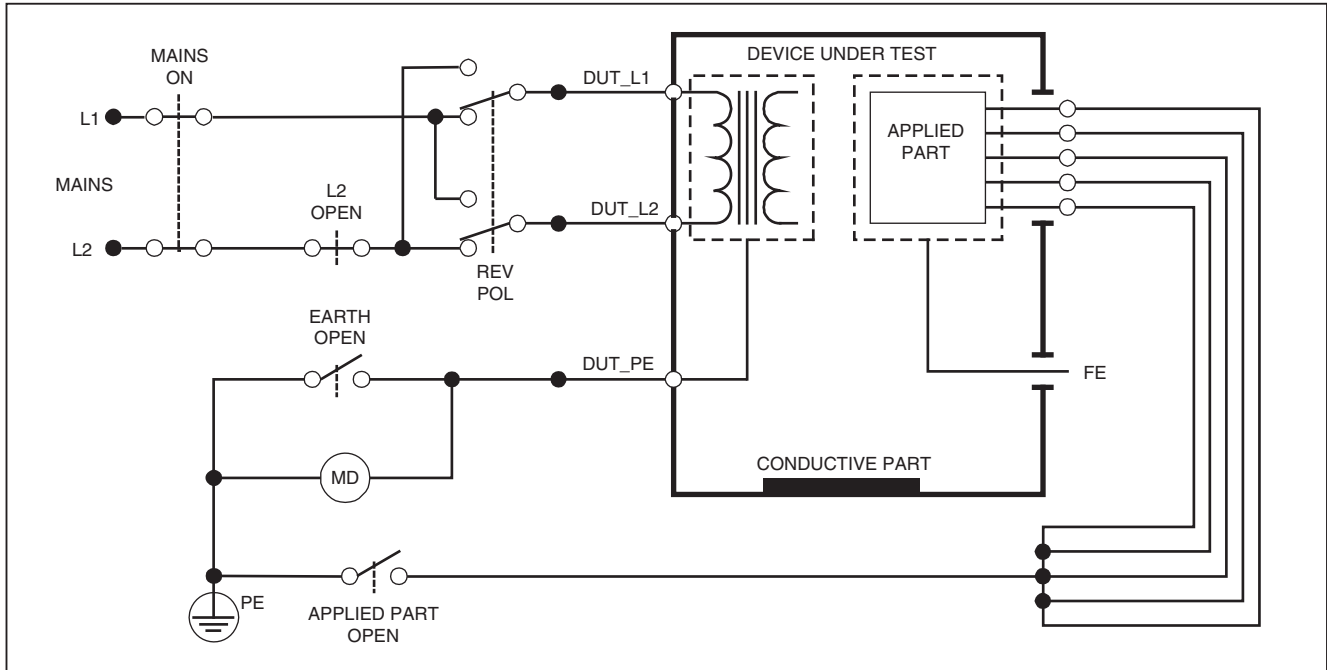 MAINS
ON
DEVICE UNDER TEST
DUT_L1
L1
APPLIED
PART
MAINS
L2
OPEN
DUT_L2
L2
REV
POL
EARTH
OPEN
DUT_PE
FE
MD
CONDUCTIVE PART
PE
APPLIED PART
OPEN